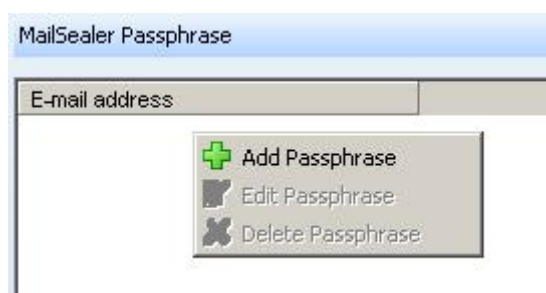 MailSealer Passphrase
E-mail address
Add Passphrase
Edit Passphrase
Delete Passphrase